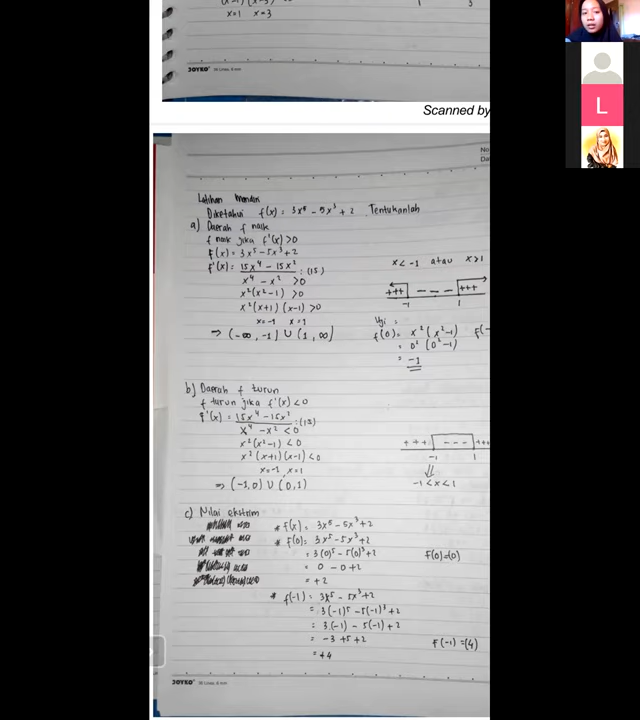 x=1 x=3
JOYKO
Scanned by
No
Da
Latihan Mandiri
Diketahui f(x) = 3x⁵ - 5x³ + 2 Tentukanlah
a) Daerah f naik
f naik jika f'(x) > 0
f(x) = 3x⁵ - 5x³ + 2
f'(x) = 15x⁴ - 15x² : (15)
x⁴ - x² > 0
x²(x²-1) > 0
x²(x+1)(x-1) > 0
x=-1 x=1
⇒ (-∞, -1) ∪ (1, ∞)
x < -1 atau x > 1
+++ - - - +++
-1 1
Uji =
f(0) = x²(x²-1) f(-
= 0²(0²-1)
= -1
b) Daerah f turun
f turun jika f'(x) < 0
f'(x) = 15x⁴ - 15x² : (15)
x⁴ - x² < 0
x²(x²-1) < 0
x²(x+1)(x-1) < 0
x=-1, x=1
⇒ (-1,0) ∪ (0,1)
+ + + - - - +++
-1 1
-1 < x < 1
c) Nilai ekstrim
* f(x) = 3x⁵ - 5x³ + 2
* f(0) = 3x⁵ - 5x³ + 2
= 3(0)⁵ - 5(0)³ + 2
= 0 - 0 + 2
= +2
f(0)=(0)
* f(-1) = 3x⁵ - 5x³ + 2
= 3(-1)⁵ - 5(-1)³ + 2
= 3.(-1) - 5(-1) + 2
= -3 + 5 + 2
= +4
f(-1) = (4)
JOYKO
L